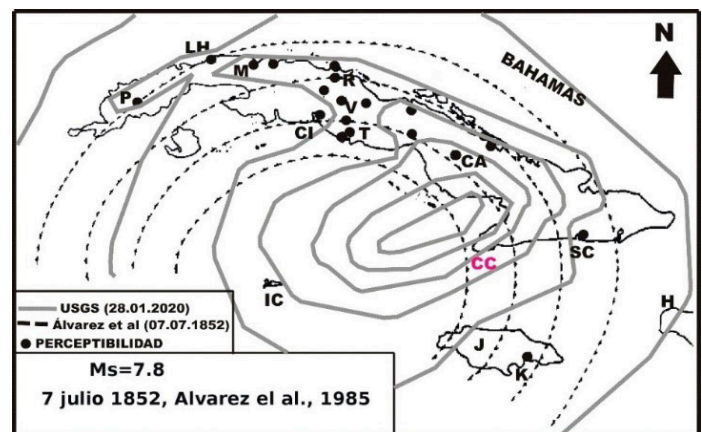 LH
M
N
BAHAMAS
P
R
V
CI
T
CA
CC
SC
IC
H
J
K
USGS (28.01.2020)
Álvarez et al (07.07.1852)
PERCEPTIBILIDAD
Ms=7.8
7 julio 1852, Alvarez el al., 1985